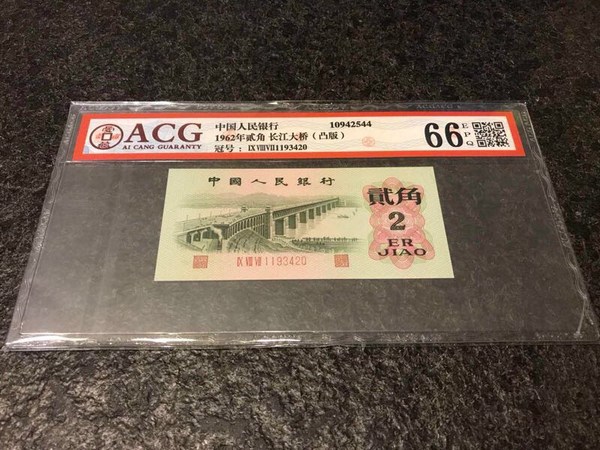 ACG
AI CANG GUARANTY
中国人民银行 10942544
1962年贰角 长江大桥（凸版）
冠号：IX VIII VII 1193420
66 EPQ
中國人民銀行
貳角
2
ER
JIAO
IX VIII VII 1193420